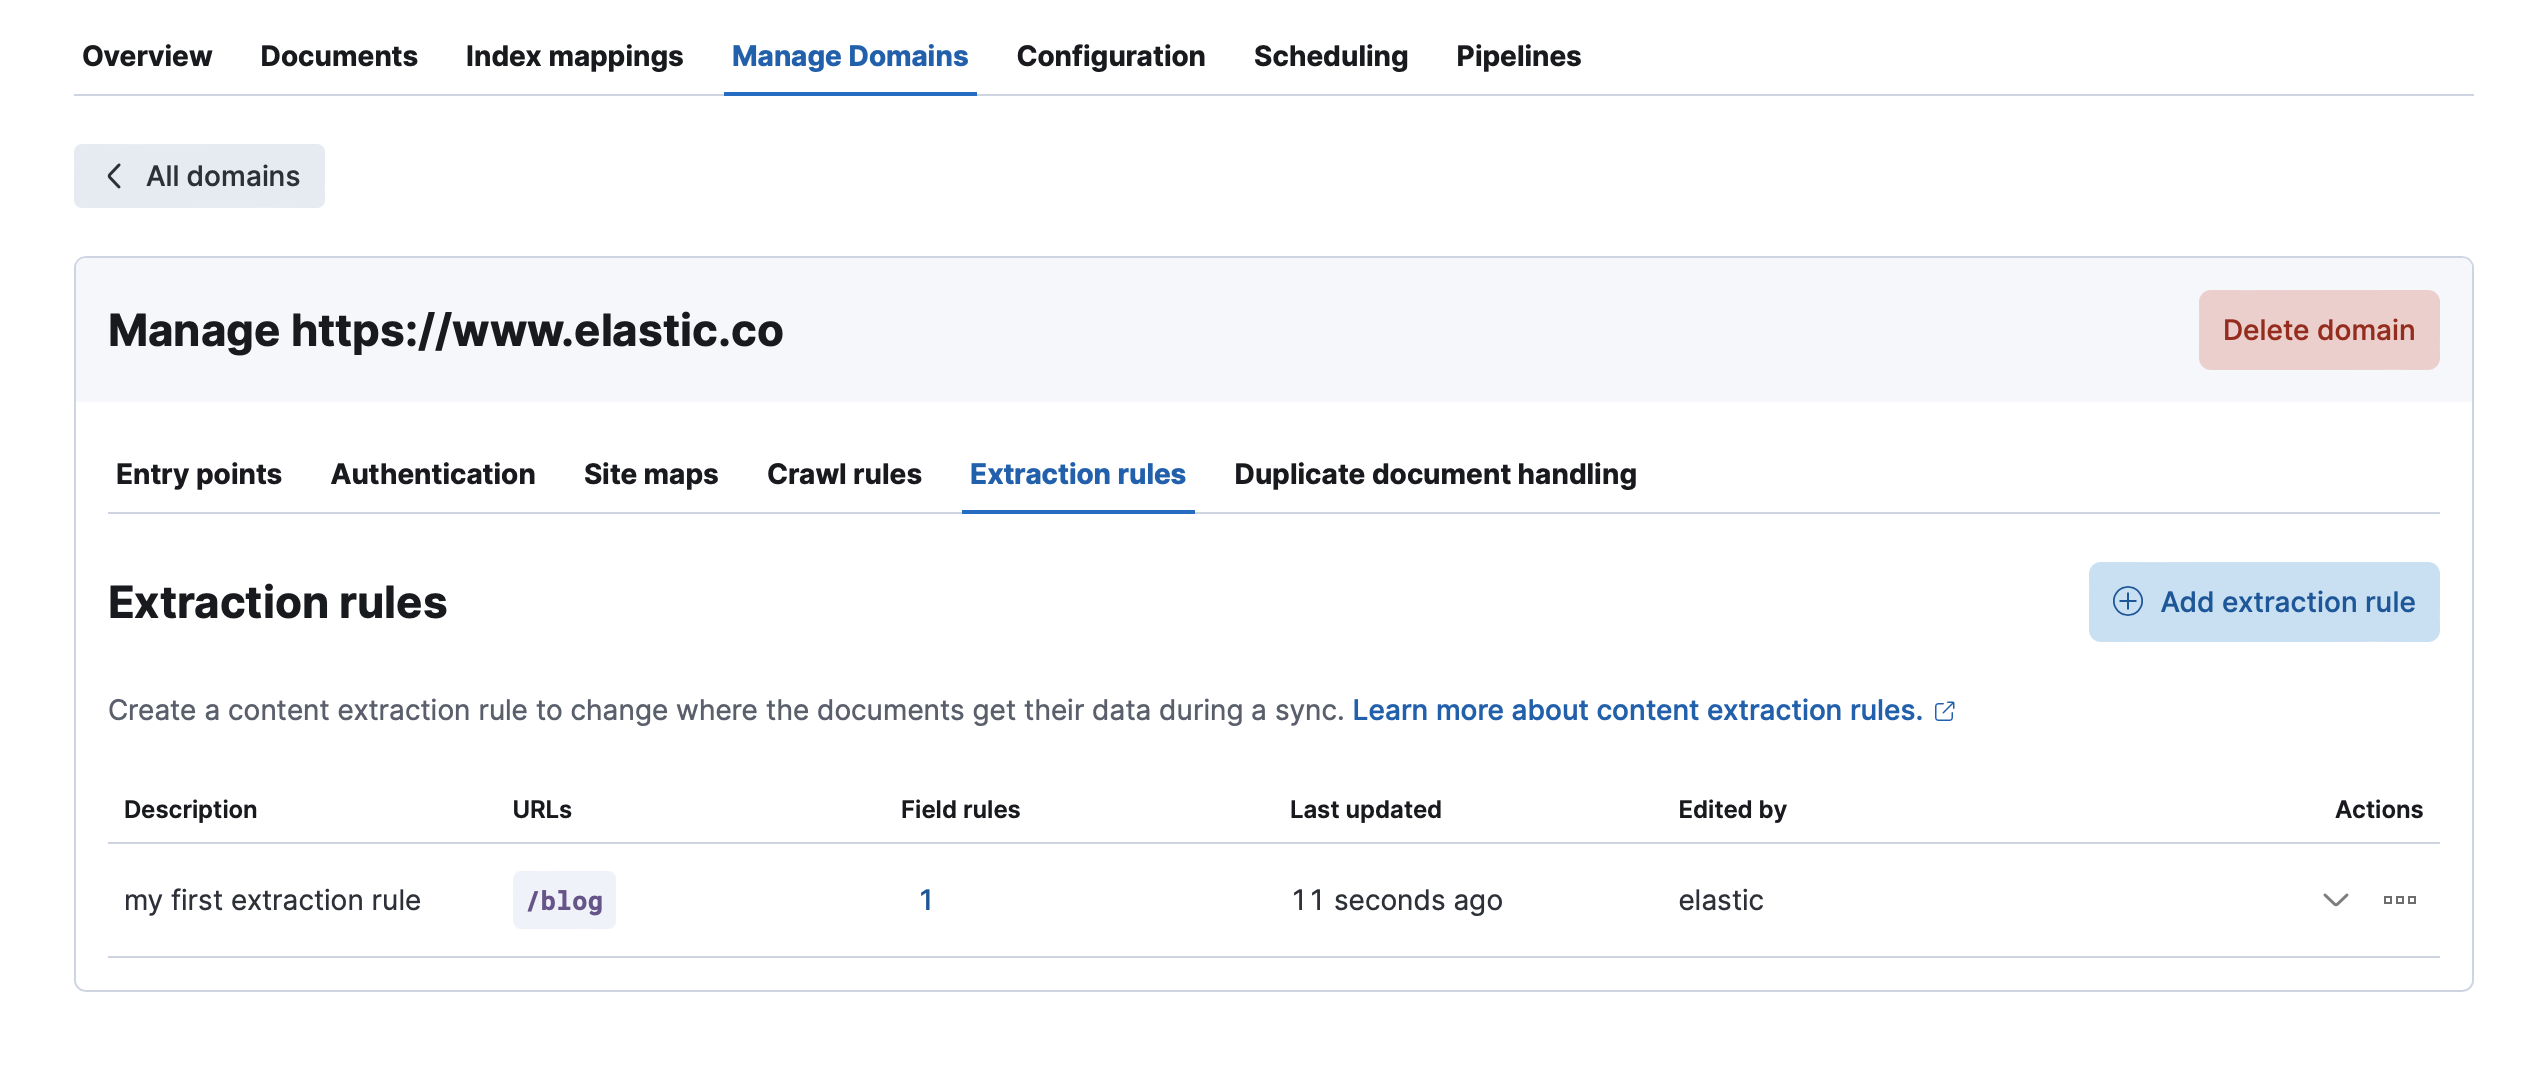 Overview Documents Index mappings Manage Domains Configuration Scheduling Pipelines
All domains
Manage https://www.elastic.co
Delete domain
Entry points Authentication Site maps Crawl rules Extraction rules Duplicate document handling
Extraction rules
Add extraction rule
Create a content extraction rule to change where the documents get their data during a sync. Learn more about content extraction rules.
Description URLs Field rules Last updated Edited by Actions
my first extraction rule /blog 1 11 seconds ago elastic